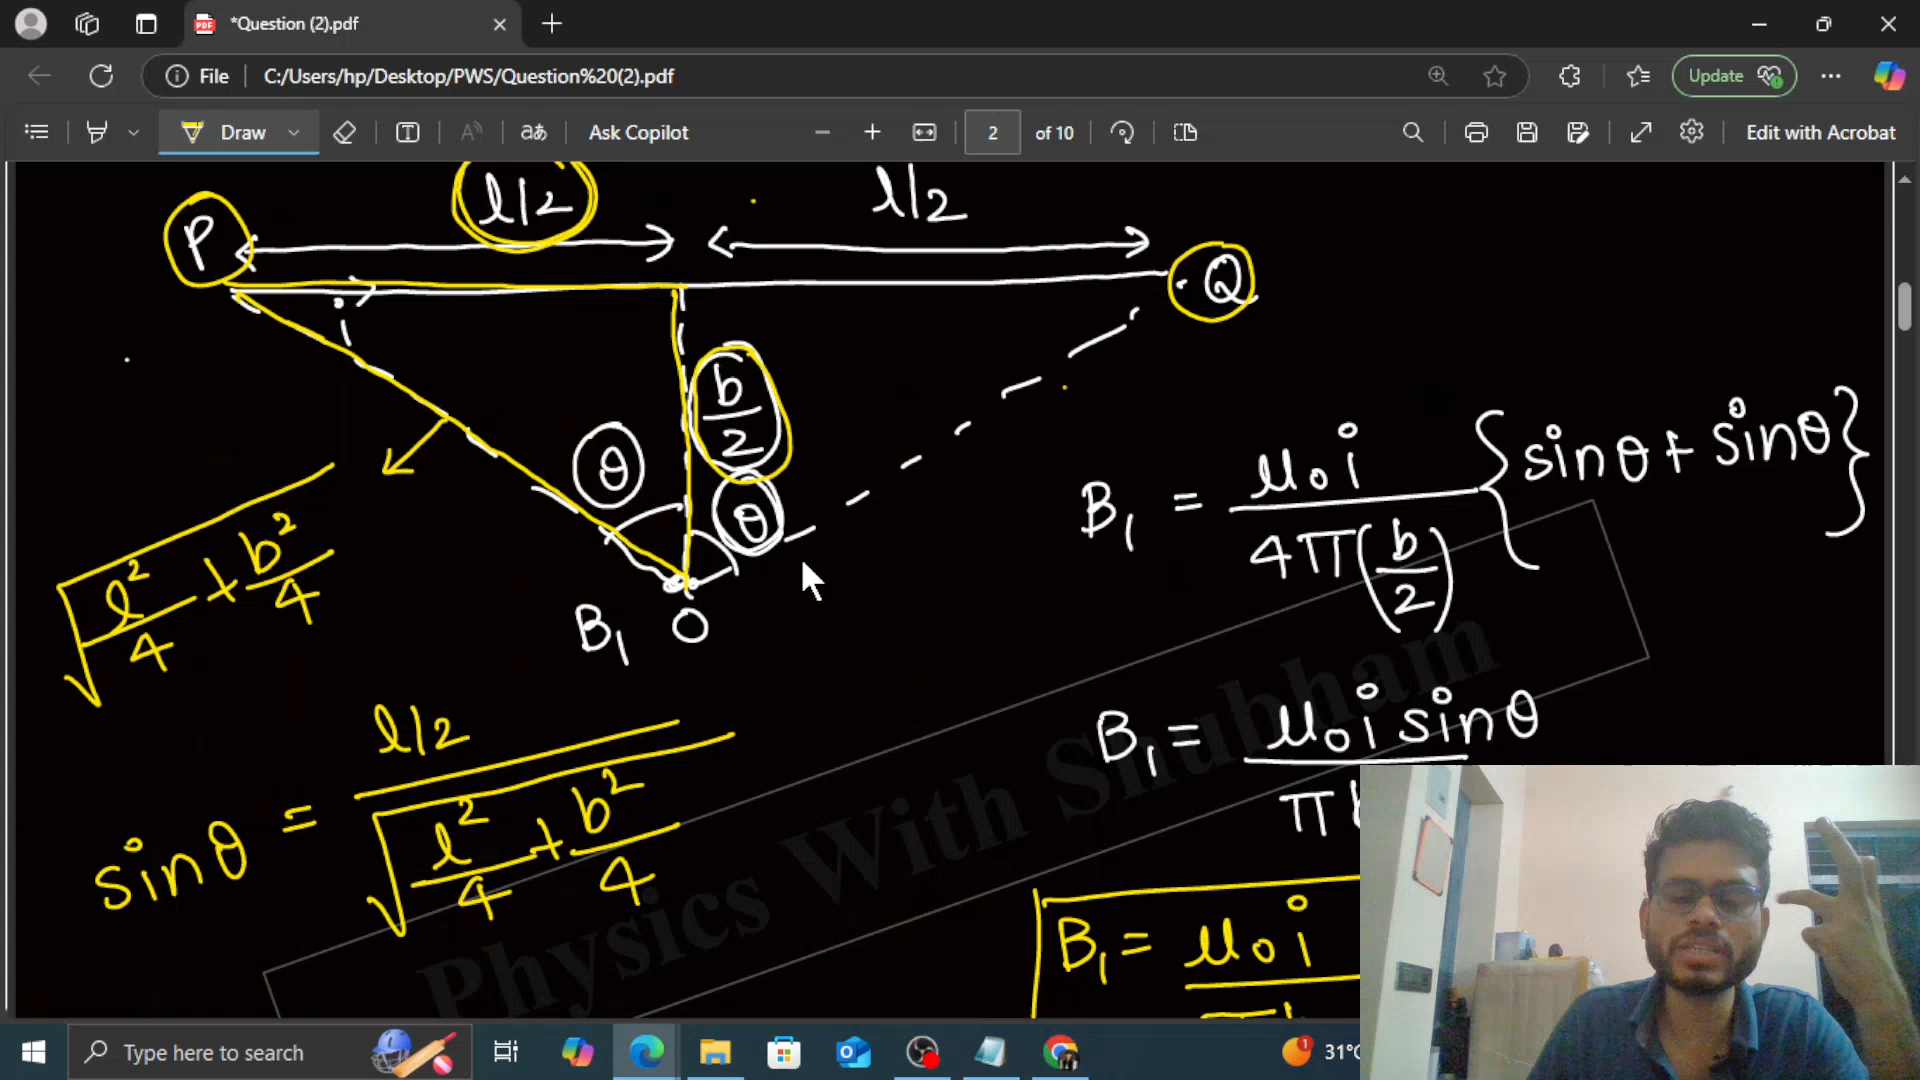 *Question (2).pdf
File C:/Users/hp/Desktop/PWS/Question%20(2).pdf Update
Draw Ask Copilot 2 of 10 Edit with Acrobat
l/2 l/2
P Q
i
b/2
θ θ
√(l²/4 + b²/4)
B₁ O
B₁ = μ₀i / 4π(b/2) {sinθ + sinθ}
B₁ = μ₀ i sinθ / π
sinθ = l/2 / √(l²/4 + b²/4)
B₁ = μ₀ i
Physics With Shubham
Type here to search 31°C